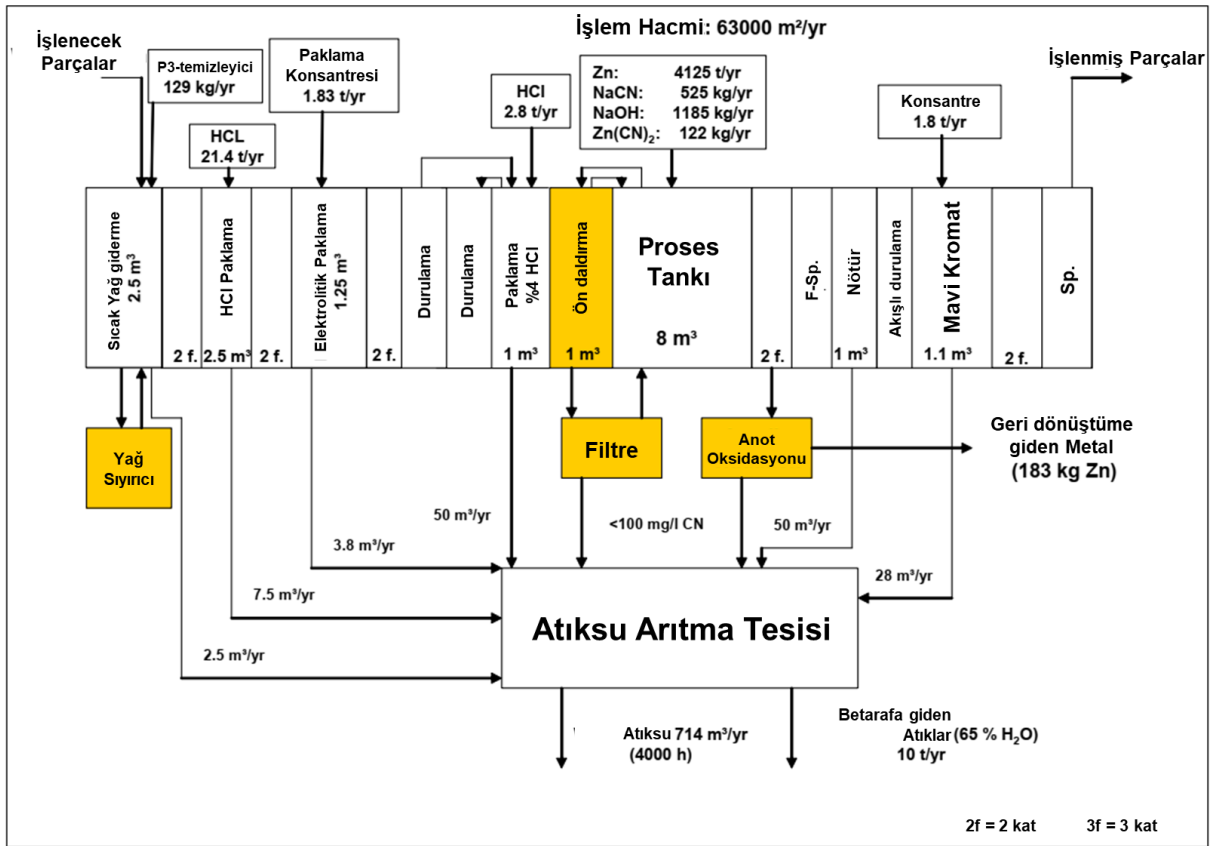 İşlem Hacmi: 63000 m²/yr
İşlenecek
Parçalar
P3-temizleyici
129 kg/yr
HCL
21.4 t/yr
Paklama
Konsantresi
1.83 t/yr
HCI
2.8 t/yr
Zn: 4125 t/yr
NaCN: 525 kg/yr
NaOH: 1185 kg/yr
Zn(CN)₂: 122 kg/yr
Konsantre
1.8 t/yr
İşlenmiş Parçalar
Sıcak Yağ giderme
2.5 m³
2 f.
HCI Paklama
2.5 m³
2 f.
Elektrolitik Paklama
1.25 m³
2 f.
Durulama
Durulama
Paklama
%4 HCI
1 m³
Ön daldırma
1 m³
Proses
Tankı
8 m³
2 f.
F-Sp.
Nötür
1 m³
Akışlı durulama
Mavi Kromat
1.1 m³
2 f.
Sp.
Yağ
Sıyırıcı
Filtre
Anot
Oksidasyonu
Geri dönüştüme
giden Metal
(183 kg Zn)
50 m³/yr
<100 mg/l CN
50 m³/yr
3.8 m³/yr
28 m³/yr
7.5 m³/yr
2.5 m³/yr
Atıksu Arıtma Tesisi
Atıksu 714 m³/yr
(4000 h)
Betarafa giden
Atıklar (65 % H₂O)
10 t/yr
2f = 2 kat 3f = 3 kat